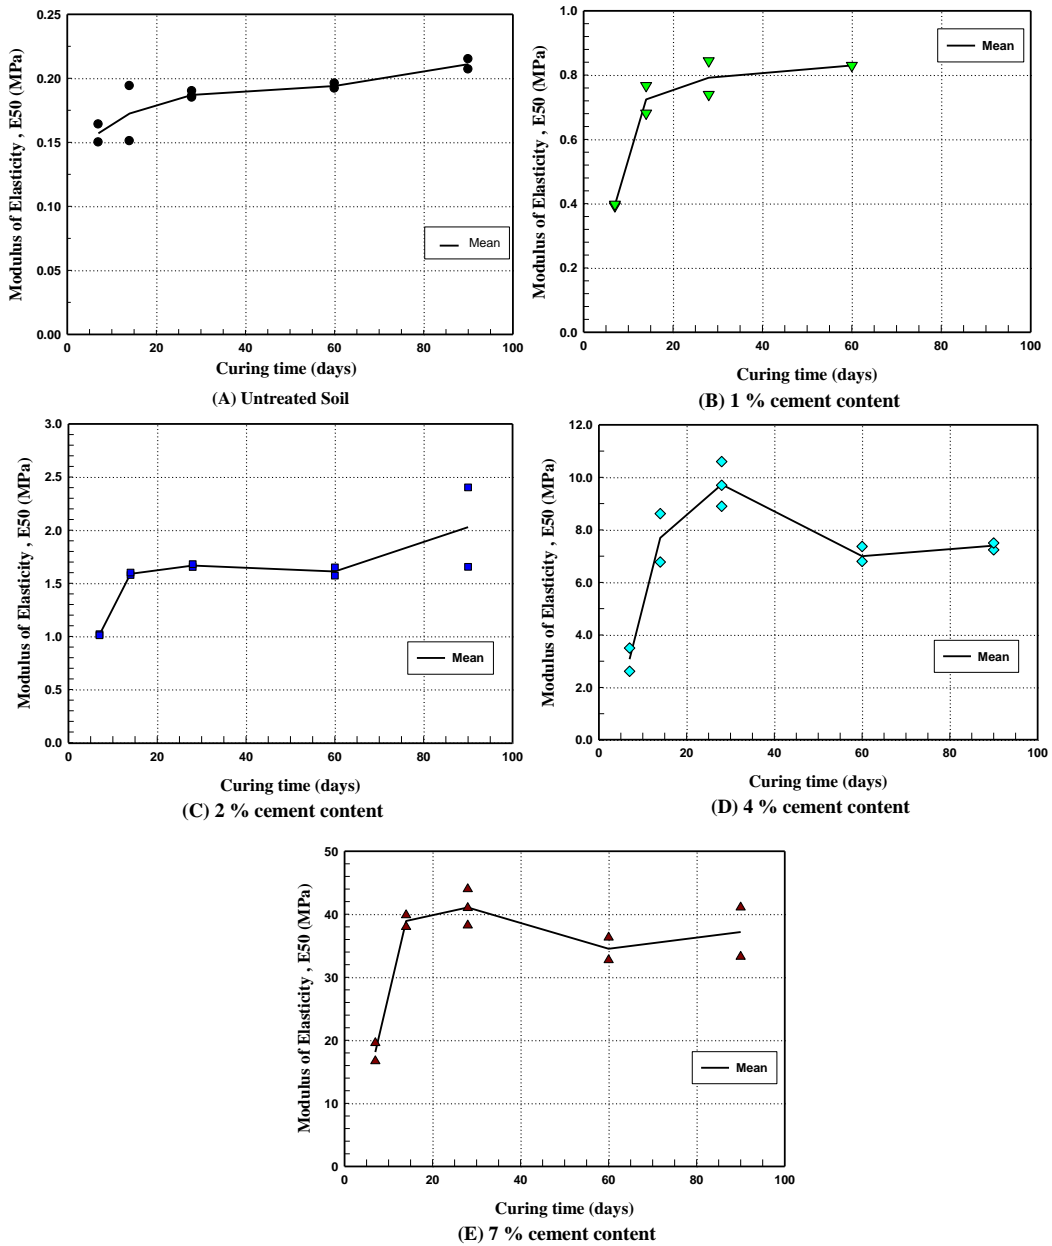 0.25
0.20
0.15
0.10
0.05
0.00
0 20 40 60 80 100
Modulus of Elasticity , E50 (MPa)
Mean
Curing time (days)
(A) Untreated Soil
1.0
0.8
0.6
0.4
0.2
0.0
0 20 40 60 80 100
Modulus of Elasticity , E50 (MPa)
Mean
Curing time (days)
(B) 1 % cement content
3.0
2.5
2.0
1.5
1.0
0.5
0.0
0 20 40 60 80 100
Modulus of Elasticity , E50 (MPa)
Mean
Curing time (days)
(C) 2 % cement content
12.0
10.0
8.0
6.0
4.0
2.0
0.0
0 20 40 60 80 100
Modulus of Elasticity , E50 (MPa)
Mean
Curing time (days)
(D) 4 % cement content
50
40
30
20
10
0
0 20 40 60 80 100
Modulus of Elasticity , E50 (MPa)
Mean
Curing time (days)
(E) 7 % cement content